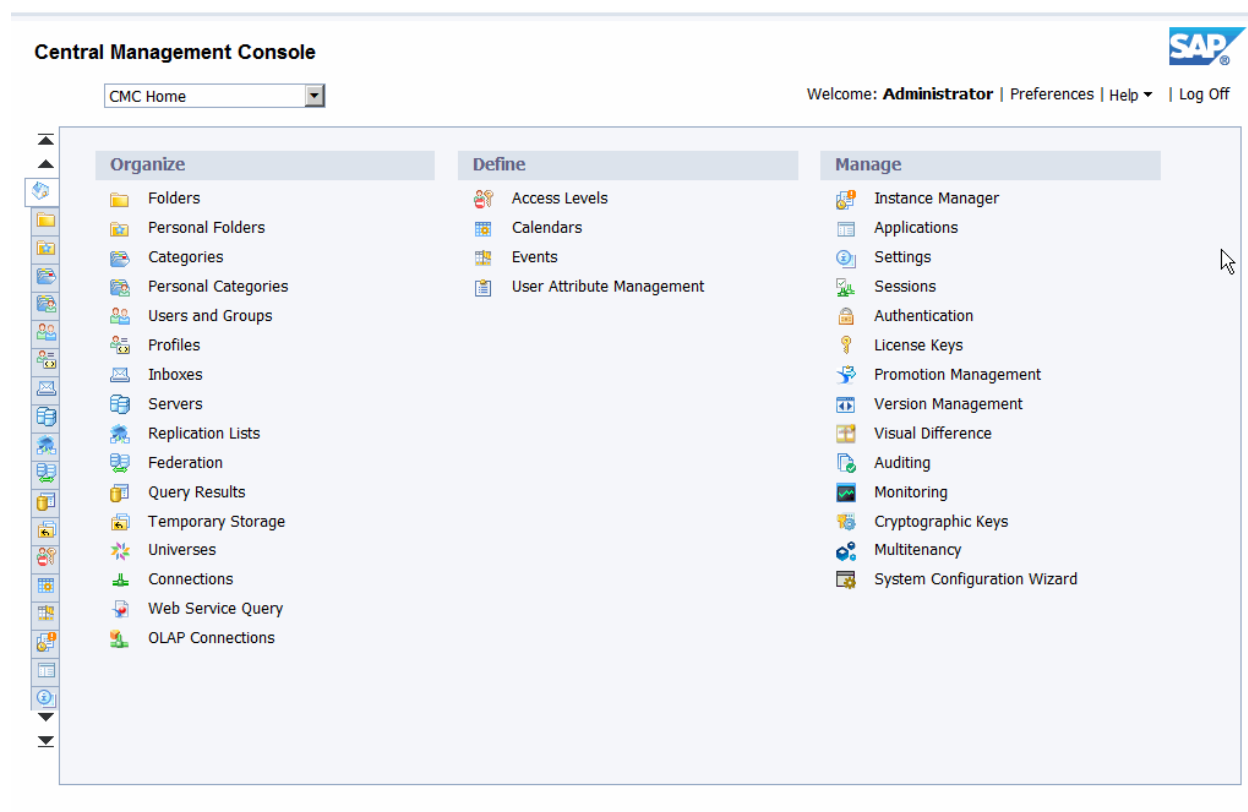 Central Management Console
SAP®
CMC Home
Welcome: Administrator | Preferences | Help | Log Off
Organize
Folders
Personal Folders
Categories
Personal Categories
Users and Groups
Profiles
Inboxes
Servers
Replication Lists
Federation
Query Results
Temporary Storage
Universes
Connections
Web Service Query
OLAP Connections
Define
Access Levels
Calendars
Events
User Attribute Management
Manage
Instance Manager
Applications
Settings
Sessions
Authentication
License Keys
Promotion Management
Version Management
Visual Difference
Auditing
Monitoring
Cryptographic Keys
Multitenancy
System Configuration Wizard